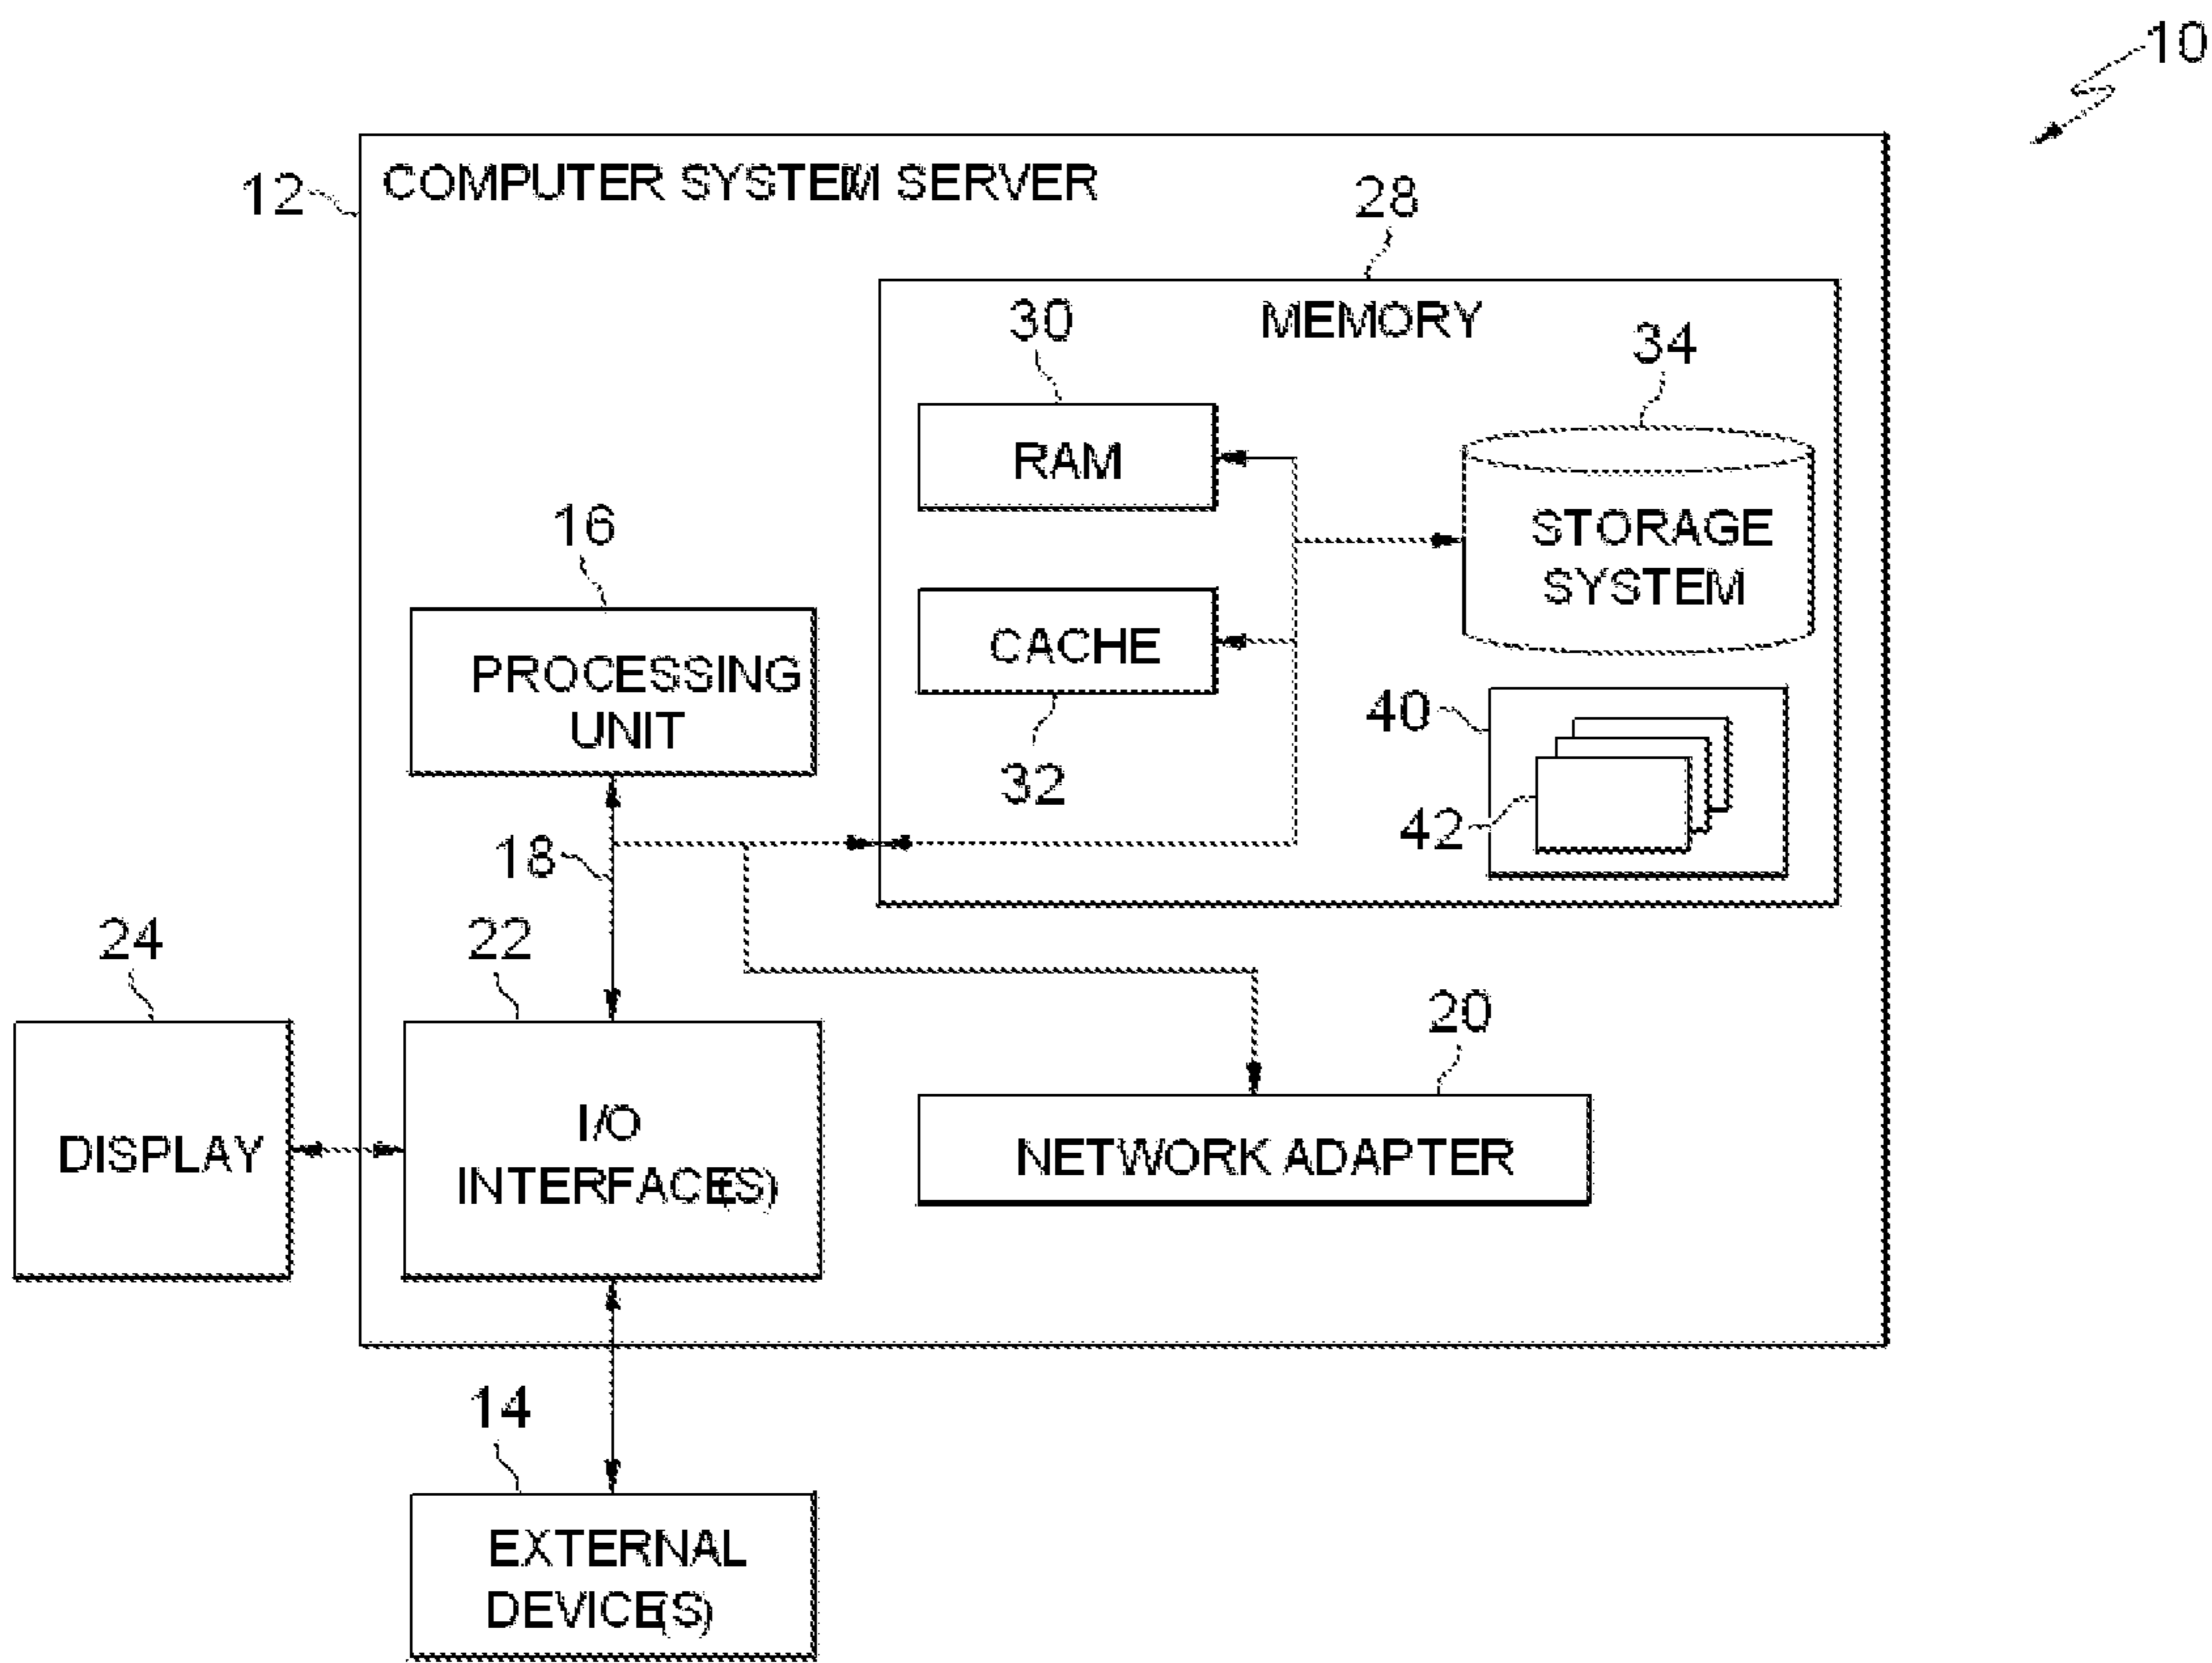 10
12
COMPUTER SYSTEM SERVER
28
MEMORY
30
RAM
34
STORAGE
SYSTEM
16
PROCESSING
UNIT
CACHE
32
40
42
18
24
DISPLAY
22
I/O
INTERFACE(S)
20
NETWORK ADAPTER
14
EXTERNAL
DEVICE(S)